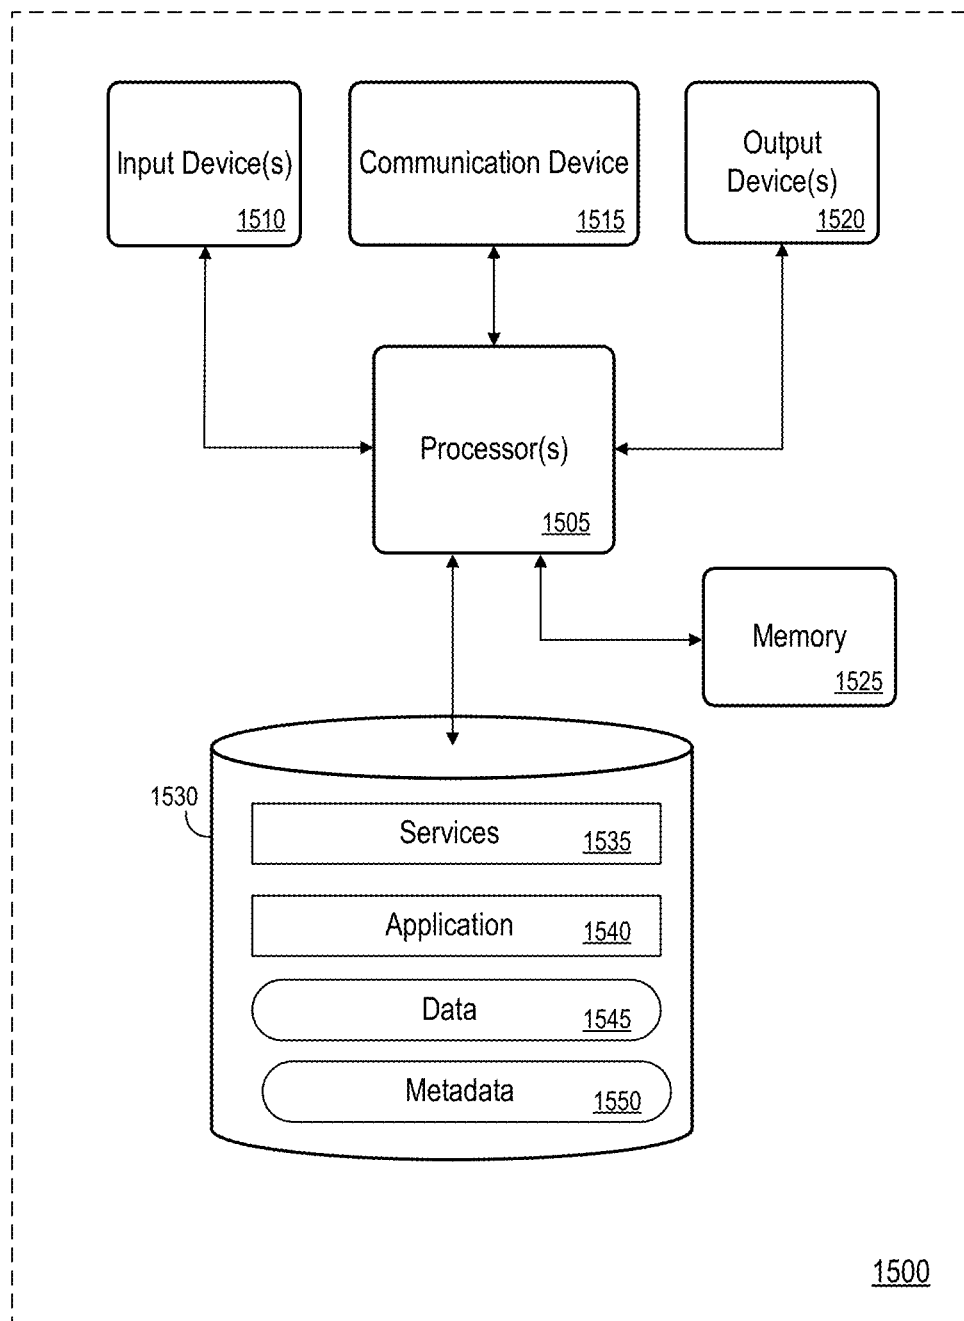 Input Device(s)
1510
Communication Device
1515
Output
Device(s)
1520
Processor(s)
1505
Memory
1525
1530
Services
1535
Application
1540
Data
1545
Metadata
1550
1500